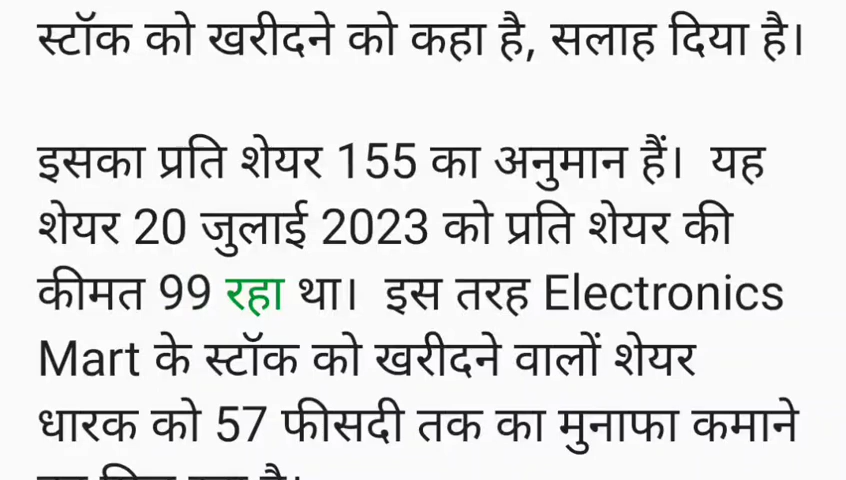 स्टॉक को खरीदने को कहा है, सलाह दिया है।
इसका प्रति शेयर 155 का अनुमान हैं। यह
शेयर 20 जुलाई 2023 को प्रति शेयर की
कीमत 99 रहा था। इस तरह Electronics
Mart के स्टॉक को खरीदने वालों शेयर
धारक को 57 फीसदी तक का मुनाफा कमाने
है।